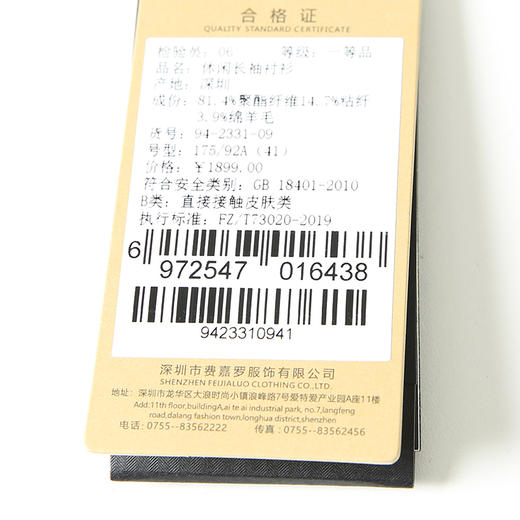 合格证
QUALITY STANDARD CERTIFICATE
检验员：06 等级：一等品
品名：休闲长袖衬衫
产地：深圳
成份：81.4%聚酯纤维14.7%粘纤
3.9%绵羊毛
货号：94-2331-09
号型：175/92A (41)
价格：￥1899.00
符合安全类别：GB 18401-2010
B类：直接接触皮肤类
执行标准：FZ/T73020-2019
6 972547 016438
9423310941
深圳市费嘉罗服饰有限公司
SHENZHEN FEIJIALUO CLOTHING CO.,LTD.
地址：深圳市龙华区大浪时尚小镇浪峰路7号爱特爱产业园A座11楼
Add:11th floor,buildingA,ai te ai industrial park, no.7,langfeng
road,dalang fashion town,longhua district,shenzhen
电话：0755--83562222 传真：0755--83562456